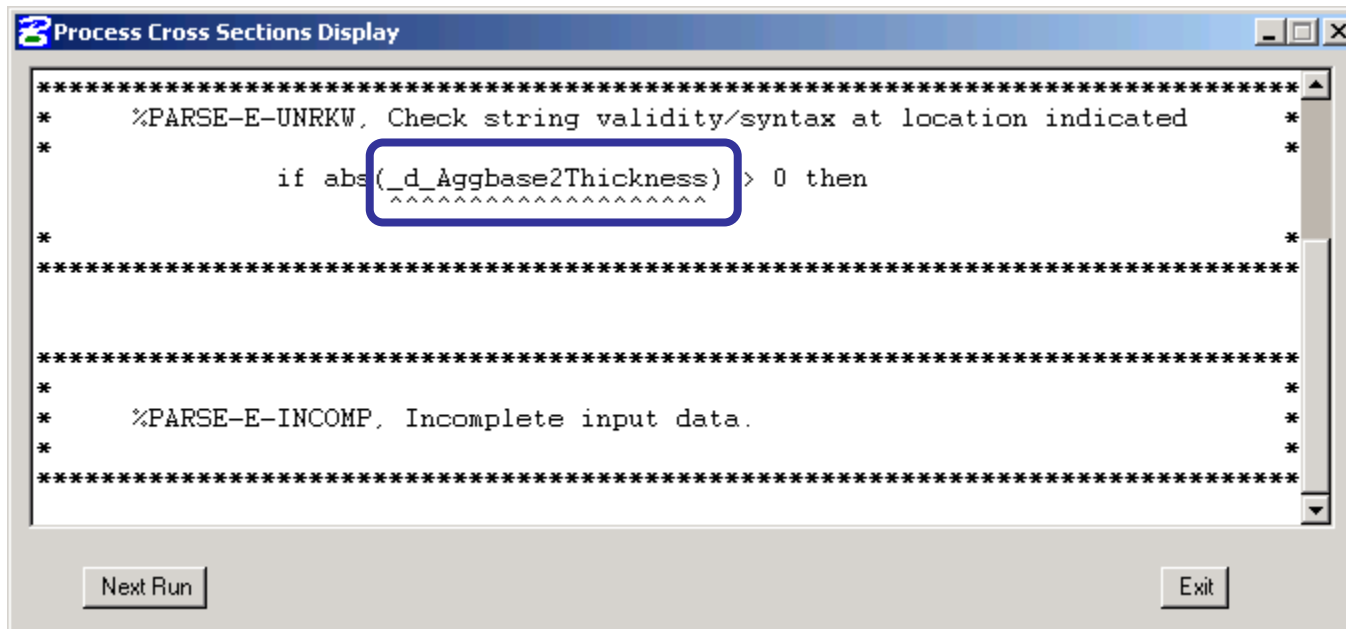 Process Cross Sections Display
*******************************************************************************
* %PARSE-E-UNRKW, Check string validity/syntax at location indicated *
* *
if abs(_d_Aggbase2Thickness) > 0 then
^^^^^^^^^^^^^^^^^^^^
* *
*******************************************************************************
*******************************************************************************
* *
* %PARSE-E-INCOMP, Incomplete input data. *
* *
*******************************************************************************
Next Run Exit